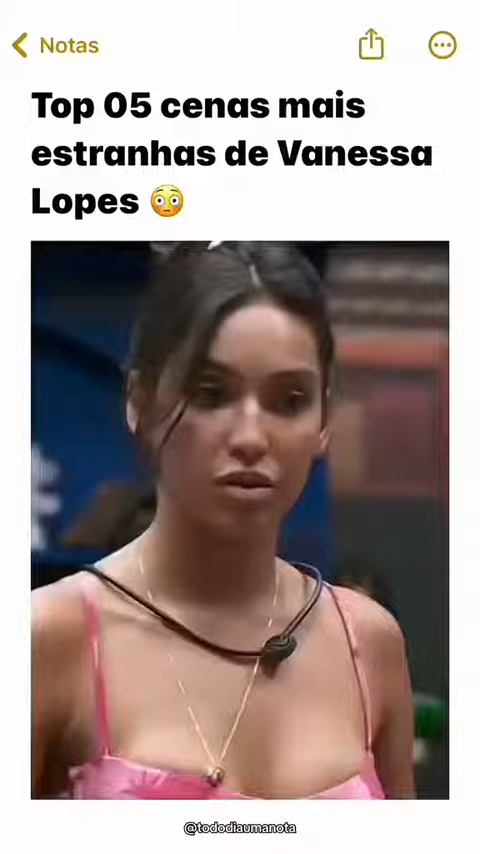 Notas
Top 05 cenas mais
estranhas de Vanessa
Lopes 😳
@tododiaumanota